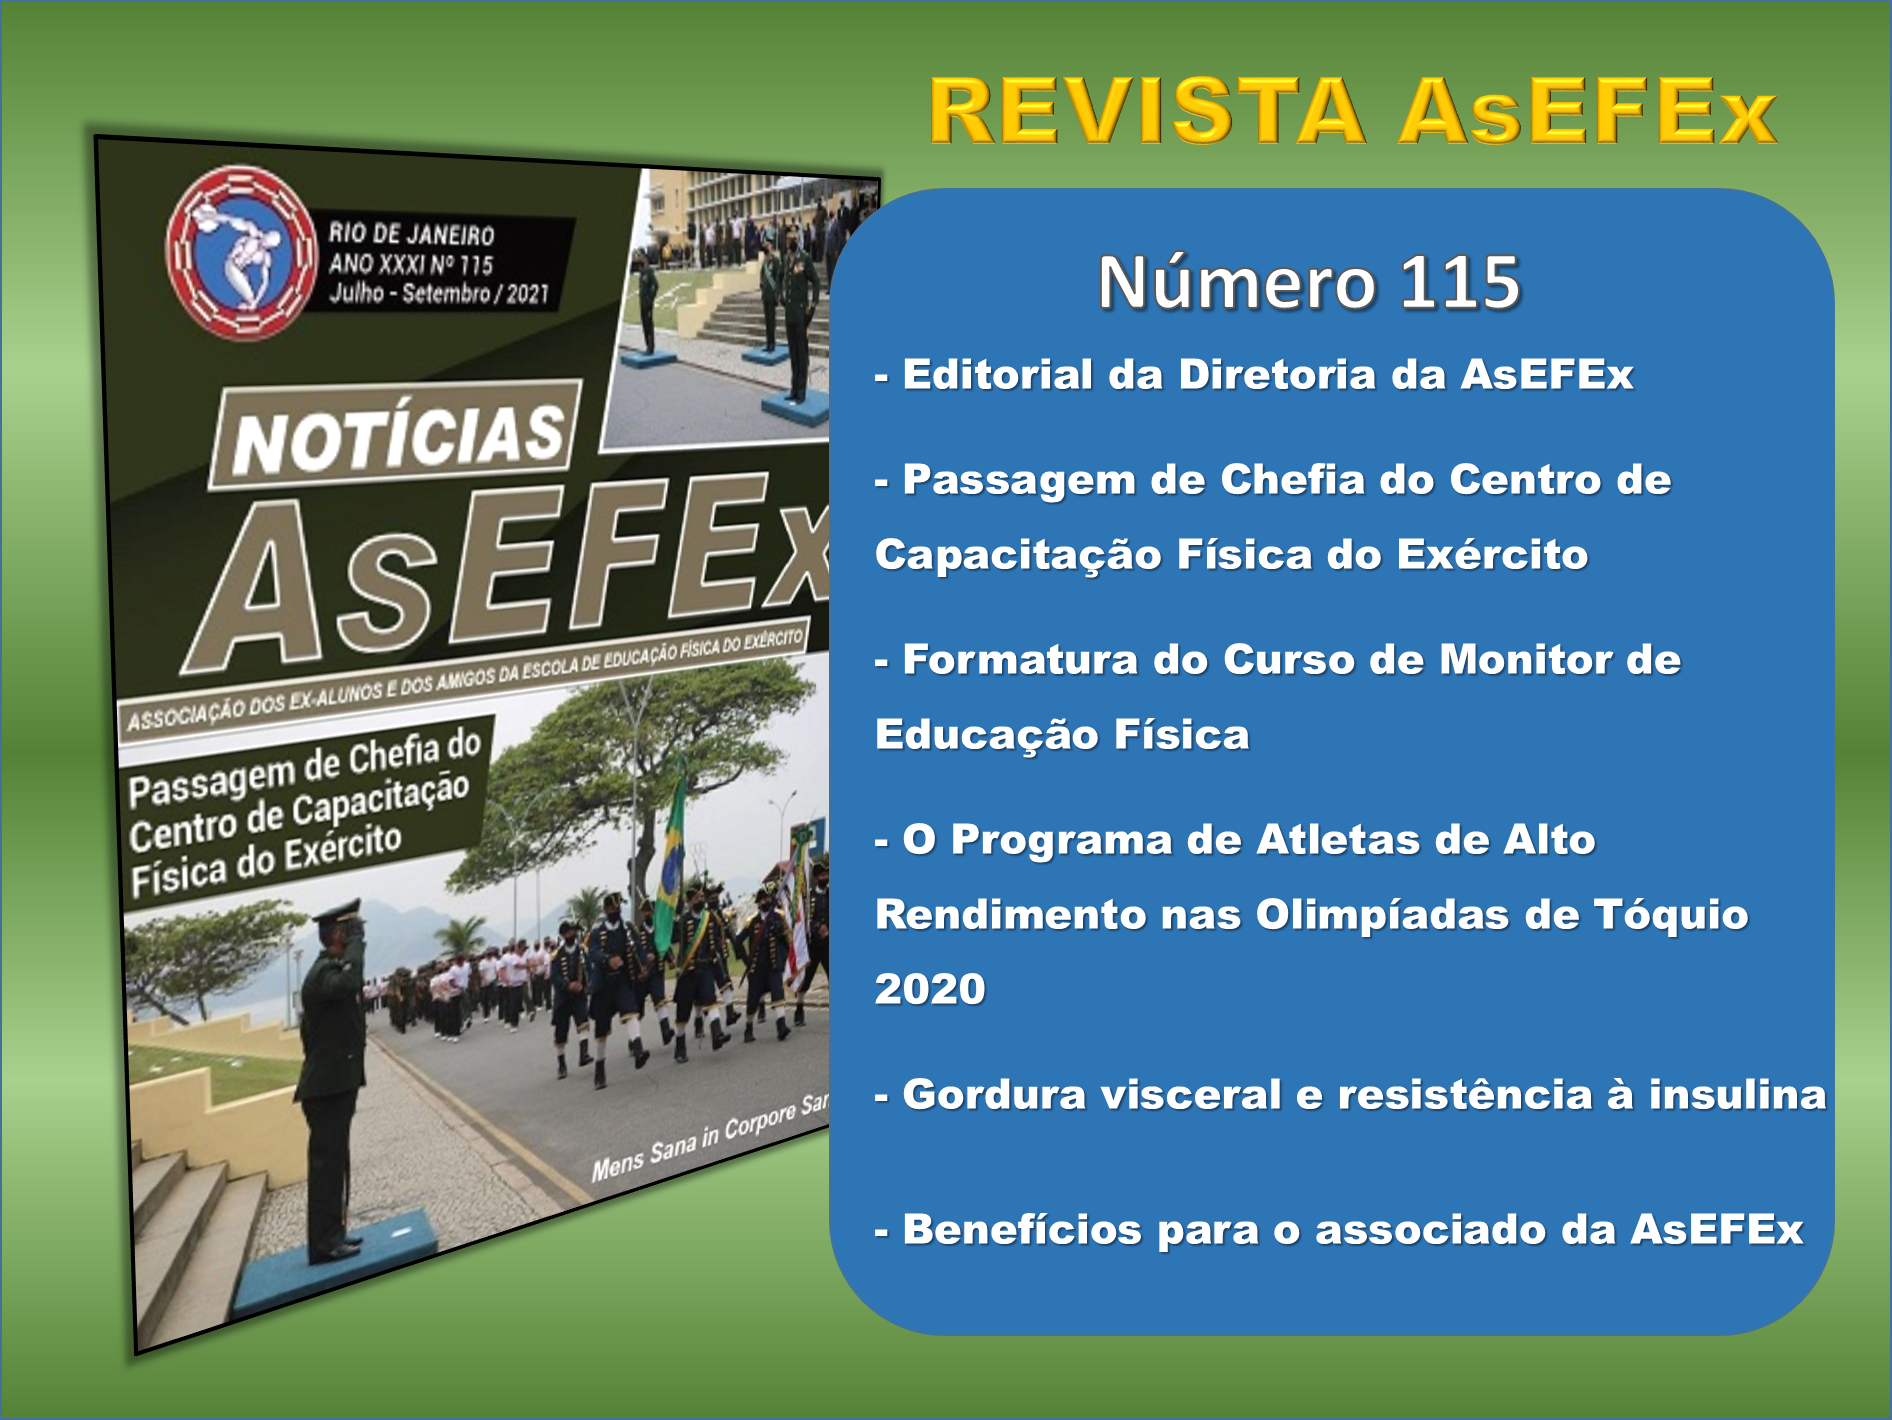 REVISTA AsEFEx
RIO DE JANEIRO
ANO XXXI Nº 115
Julho - Setembro / 2021
NOTÍCIAS
AsEFEx
ASSOCIAÇÃO DOS EX-ALUNOS E DOS AMIGOS DA ESCOLA DE EDUCAÇÃO FÍSICA DO EXÉRCITO
Passagem de Chefia do
Centro de Capacitação
Física do Exército
Mens Sana in Corpore
Número 115
- Editorial da Diretoria da AsEFEx
- Passagem de Chefia do Centro de
Capacitação Física do Exército
- Formatura do Curso de Monitor de
Educação Física
- O Programa de Atletas de Alto
Rendimento nas Olimpíadas de Tóquio
2020
- Gordura visceral e resistência à insulina
- Benefícios para o associado da AsEFEx